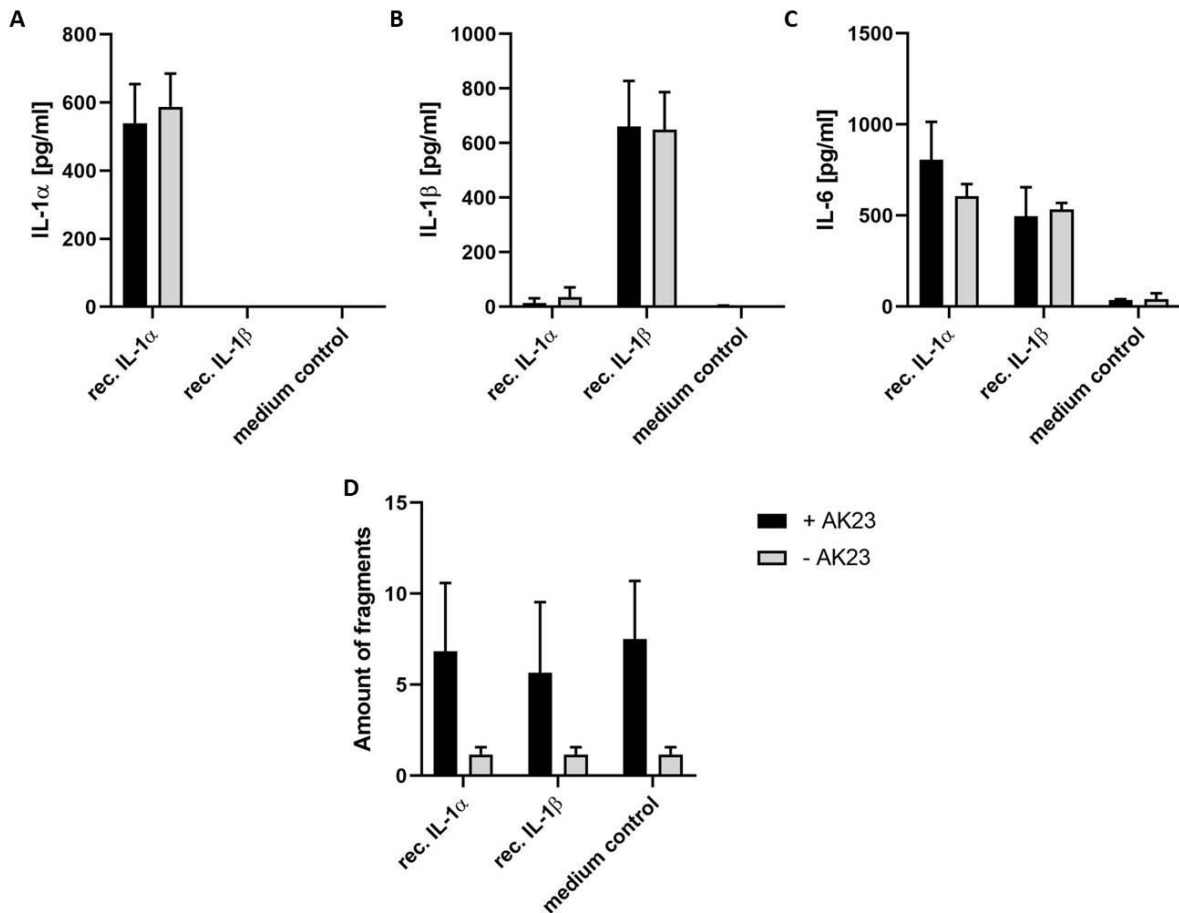 A
IL-1α [pg/ml]
800
600
400
200
0
rec. IL-1α
rec. IL-1β
medium control
B
IL-1β [pg/ml]
1000
800
600
400
200
0
rec. IL-1α
rec. IL-1β
medium control
C
IL-6 [pg/ml]
1500
1000
500
0
rec. IL-1α
rec. IL-1β
medium control
D
Amount of fragments
15
10
5
0
rec. IL-1α
rec. IL-1β
medium control
+ AK23
- AK23